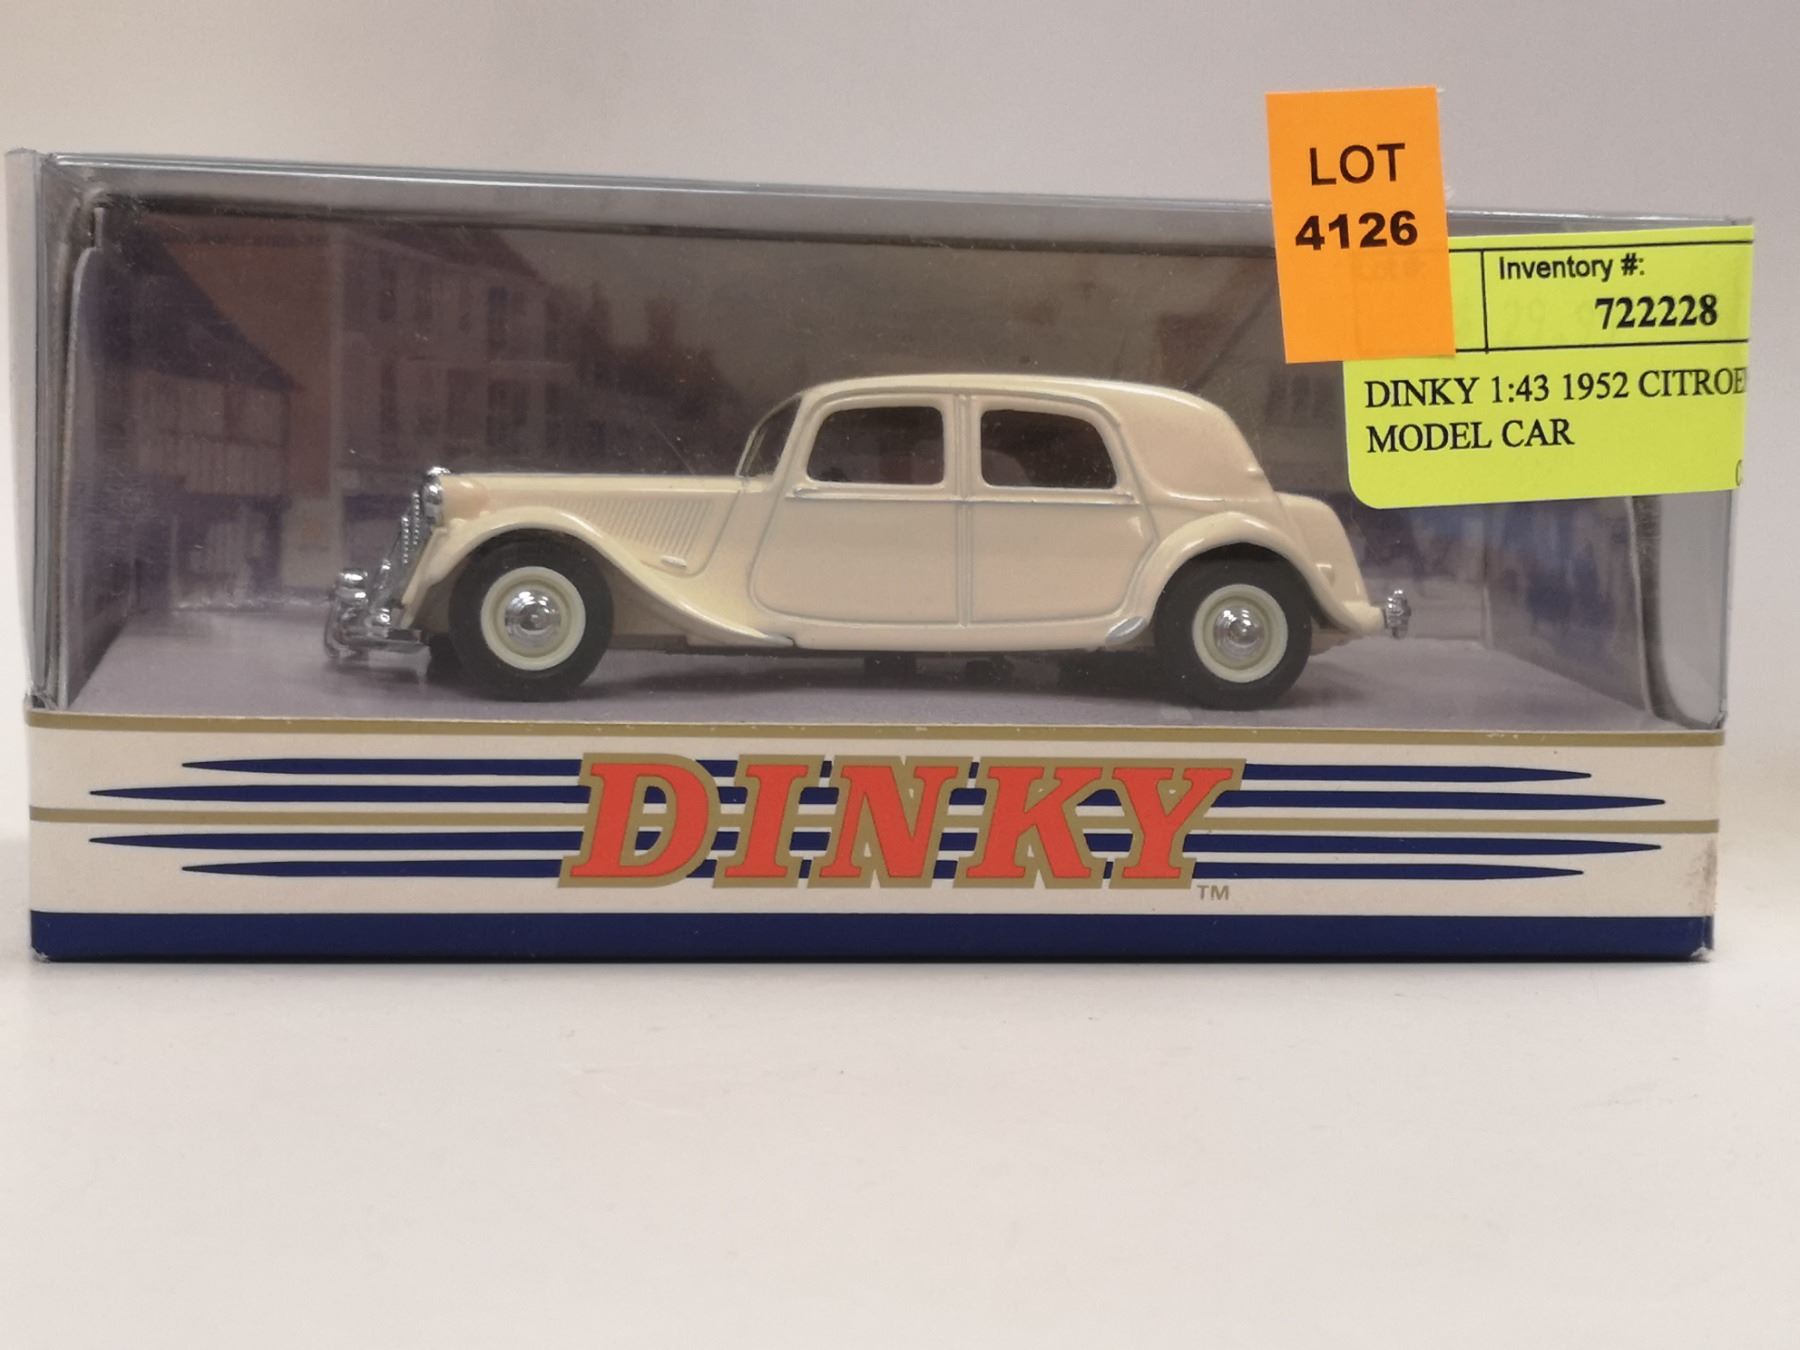 LOT
4126
Inventory #:
722228
DINKY 1:43 1952 CITROE
MODEL CAR
DINKY
TM